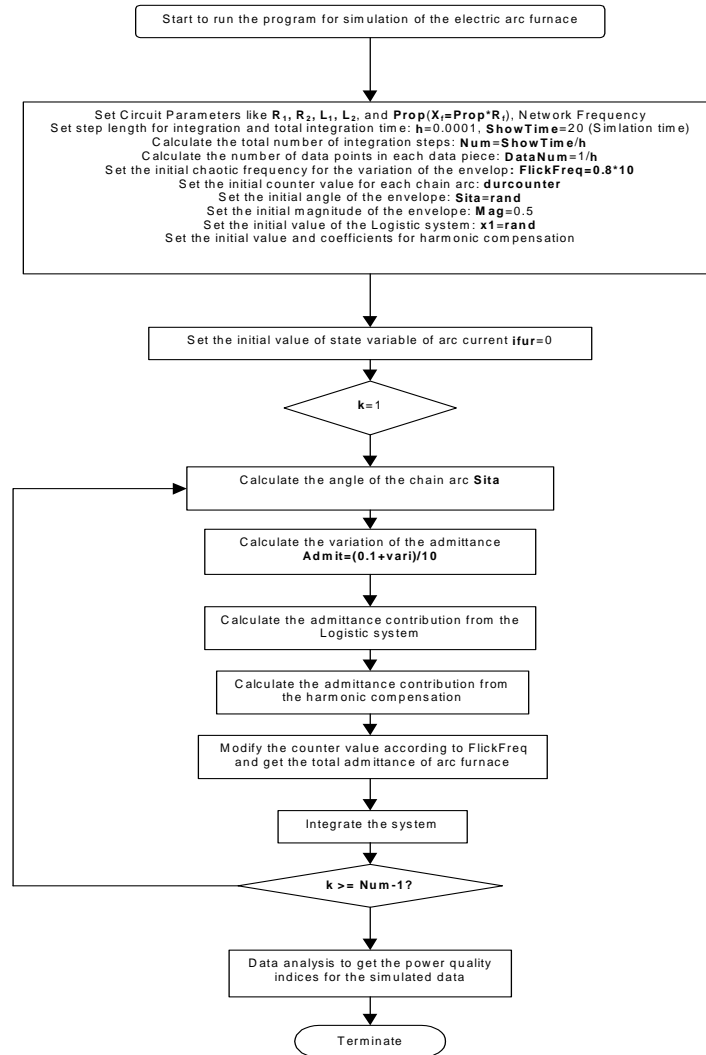 Start to run the program for simulation of the electric arc furnace
Set Circuit Parameters like R1, R2, L1, L2, and Prop(Xf=Prop*Rf), Network Frequency
Set step length for integration and total integration time: h=0.0001, ShowTime=20 (Simlation time)
Calculate the total number of integration steps: Num=ShowTime/h
Calculate the number of data points in each data piece: DataNum=1/h
Set the initial chaotic frequency for the variation of the envelop: FlickFreq=0.8*10
Set the initial counter value for each chain arc: durcounter
Set the initial angle of the envelope: Sita=rand
Set the initial magnitude of the envelope: Mag=0.5
Set the initial value of the Logistic system: x1=rand
Set the initial value and coefficients for harmonic compensation
Set the initial value of state variable of arc current ifur=0
k=1
Calculate the angle of the chain arc Sita
Calculate the variation of the admittance
Admit=(0.1+vari)/10
Calculate the admittance contribution from the
Logistic system
Calculate the admittance contribution from
the harmonic compensation
Modify the counter value according to FlickFreq
and get the total admittance of arc furnace
Integrate the system
k >= Num-1?
Data analysis to get the power quality
indices for the simulated data
Terminate